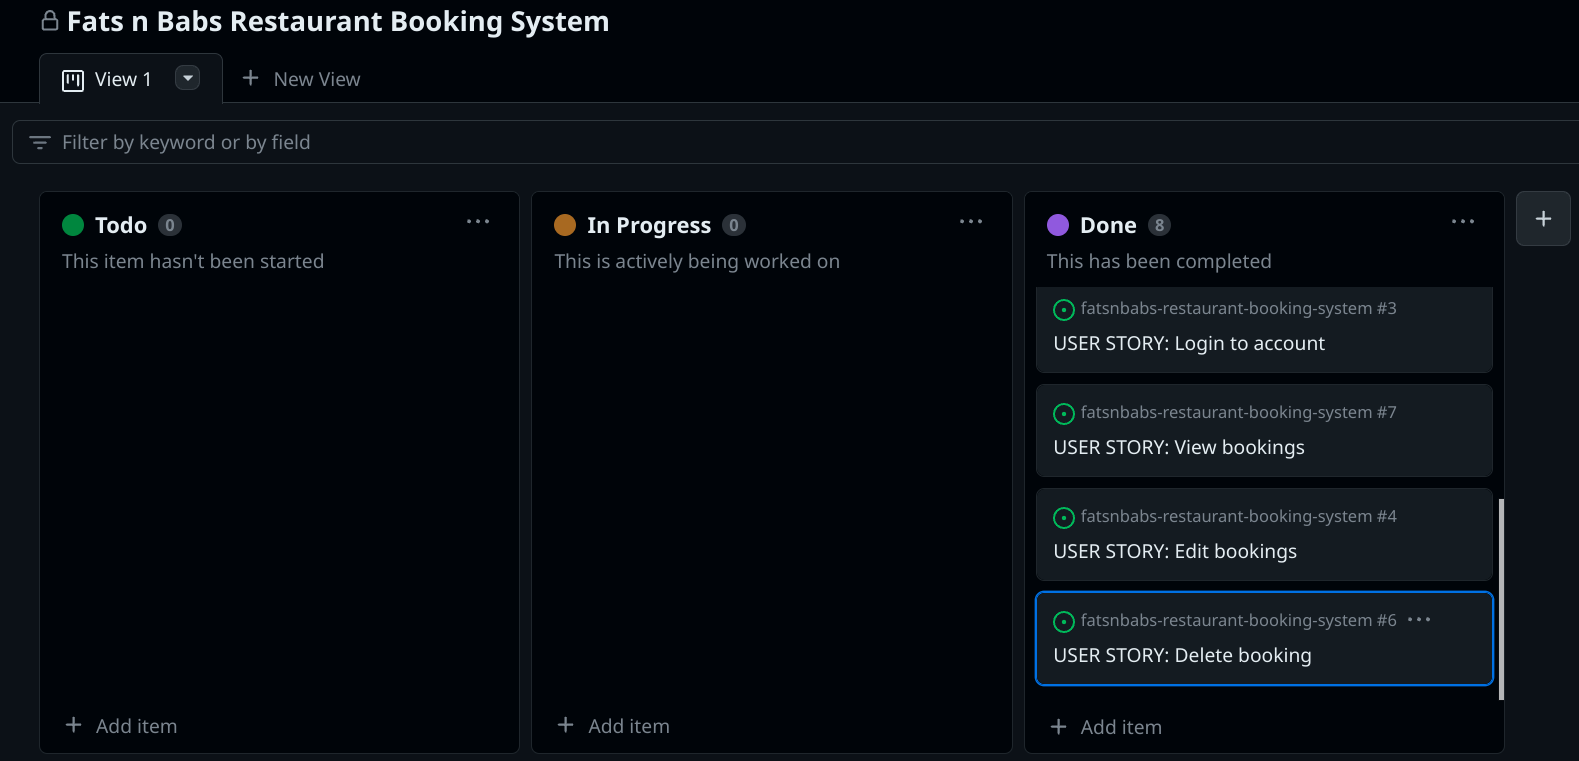 Fats n Babs Restaurant Booking System
View 1
New View
Filter by keyword or by field
Todo 0
This item hasn't been started
Add item
In Progress 0
This is actively being worked on
Add item
Done 8
This has been completed
fatsnbabs-restaurant-booking-system #3
USER STORY: Login to account
fatsnbabs-restaurant-booking-system #7
USER STORY: View bookings
fatsnbabs-restaurant-booking-system #4
USER STORY: Edit bookings
fatsnbabs-restaurant-booking-system #6
USER STORY: Delete booking
Add item